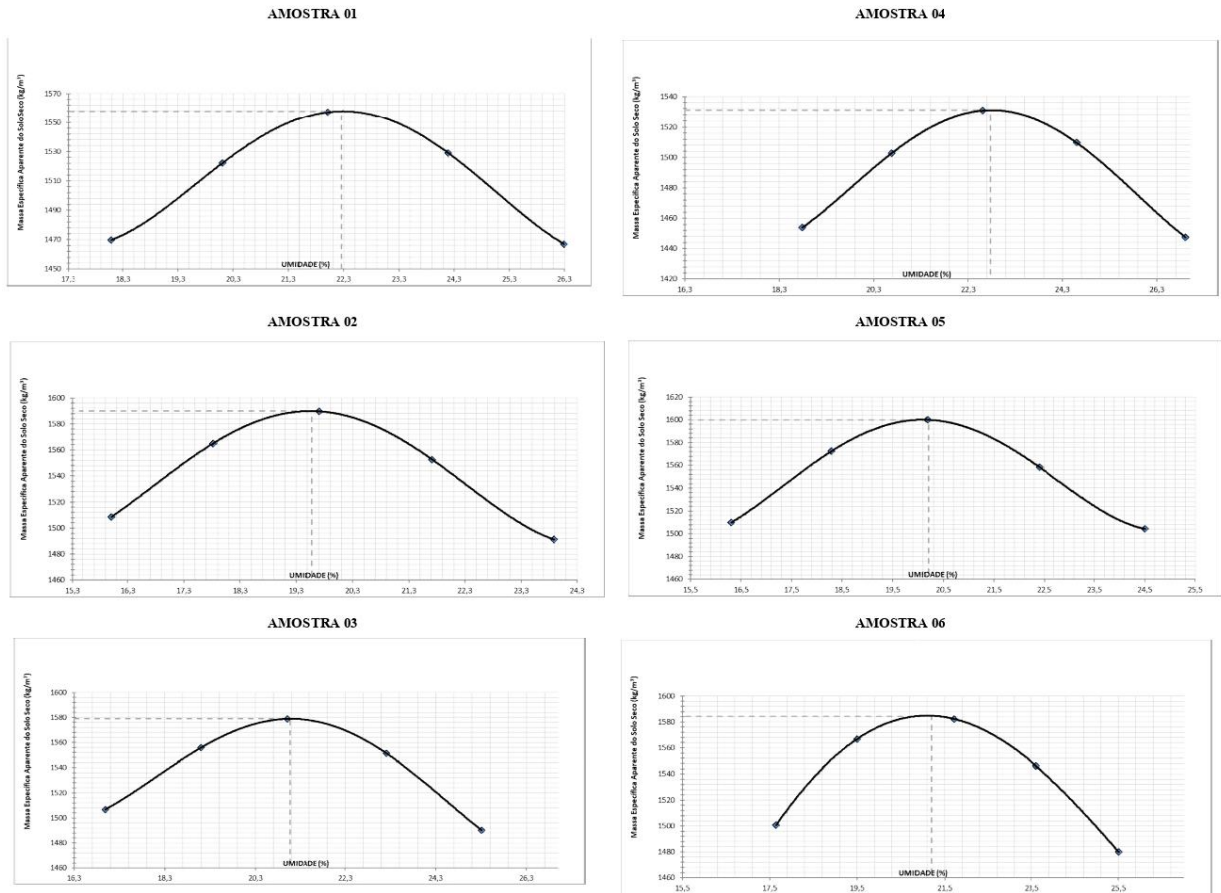 AMOSTRA 01
Massa Específica Aparente do Solo Seco (kg/m³)
1570
1550
1530
1510
1490
1470
1450
UMIDADE (%)
17,3 18,3 19,3 20,3 21,3 22,3 23,3 24,3 25,3 26,3
AMOSTRA 04
Massa Específica Aparente do Solo Seco (kg/m³)
1540
1520
1500
1480
1460
1440
1420
UMIDADE (%)
16,3 18,3 20,3 22,3 24,3 26,3
AMOSTRA 02
Massa Específica Aparente do Solo Seco (kg/m³)
1600
1580
1560
1540
1520
1500
1480
1460
UMIDADE (%)
15,3 16,3 17,3 18,3 19,3 20,3 21,3 22,3 23,3 24,3
AMOSTRA 05
Massa Específica Aparente do Solo Seco (kg/m³)
1620
1600
1580
1560
1540
1520
1500
1480
1460
UMIDADE (%)
15,5 16,5 17,5 18,5 19,5 20,5 21,5 22,5 23,5 24,5 25,5
AMOSTRA 03
Massa Específica Aparente do Solo Seco (kg/m³)
1600
1580
1560
1540
1520
1500
1480
1460
UMIDADE (%)
16,3 18,3 20,3 22,3 24,3 26,3
AMOSTRA 06
Massa Específica Aparente do Solo Seco (kg/m³)
1600
1580
1560
1540
1520
1500
1480
1460
UMIDADE (%)
15,5 17,5 19,5 21,5 23,5 25,5